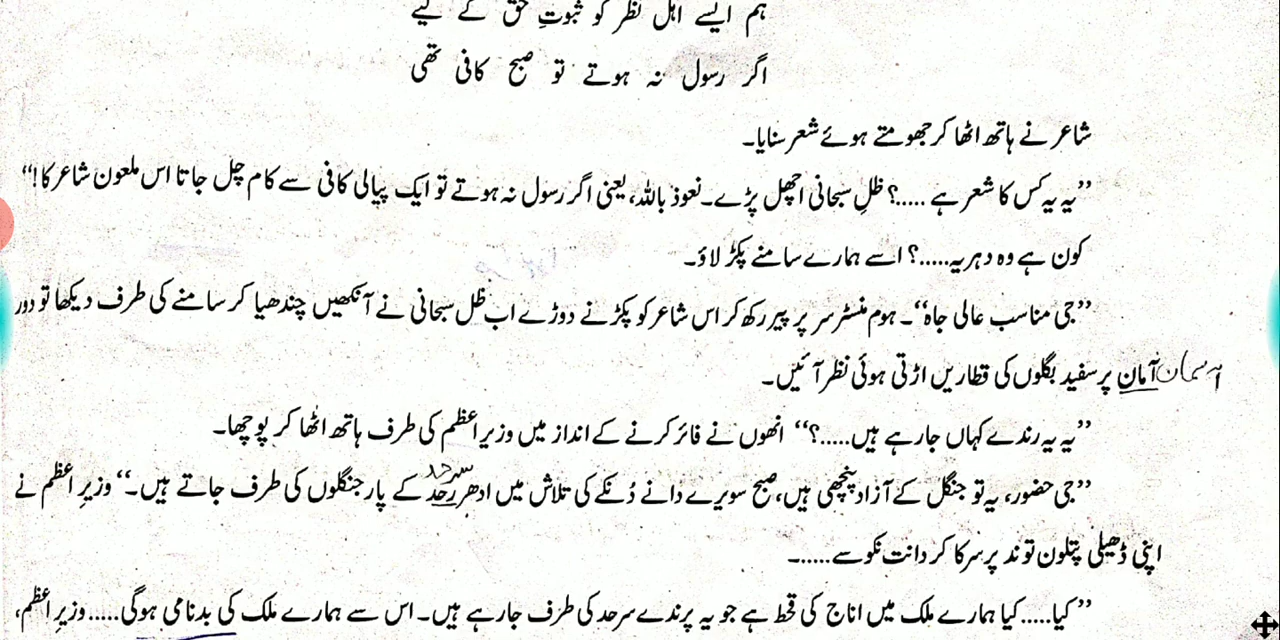 ہم ایسے اہل نظر کو ثبوتِ حق کے لیے
اگر رسول نہ ہوتے تو صبح کافی تھی
شاعر نے ہاتھ اٹھا کر جھومتے ہوئے شعر سنایا۔
”یہ یہ کس کا شعر ہے .....؟ ظلِ سبحانی اچھل پڑے۔ نعوذ باللہ، یعنی اگر رسول نہ ہوتے تو ایک پیالی کافی سے کام چل جاتا اس ملعون شاعر کا!“
کون ہے وہ دہریہ.....؟ اسے ہمارے سامنے پکڑ لاؤ۔
”جی مناسب عالی جاہ“۔ ہوم منسٹر سر پر پیر رکھ کر اس شاعر کو پکڑنے دوڑے اب ظل سبحانی نے آنکھیں چندھیا کر سامنے کی طرف دیکھا تو دور
آسمان آمان پر سفید بگلوں کی قطاریں اڑتی ہوئی نظر آئیں۔
”یہ یہ رندے کہاں جا رہے ہیں.....؟“ انھوں نے فائر کرنے کے انداز میں وزیرِ اعظم کی طرف ہاتھ اٹھا کر پوچھا۔
”جی حضور، یہ تو جنگل کے آزاد پنچھی ہیں، صبح سویرے دانے دُنکے کی تلاش میں ادھر رحد سرحد کے پار جنگلوں کی طرف جاتے ہیں۔“ وزیرِ اعظم نے
اپنی ڈھیلی پتلون توند پر سرکا کر دانت نکوسے......۔
”کیا.....کیا ہمارے ملک میں اناج کی قحط ہے جو یہ پرندے سرحد کی طرف جا رہے ہیں۔ اس سے ہمارے ملک کی بدنامی ہوگی..... وزیرِ اعظم،